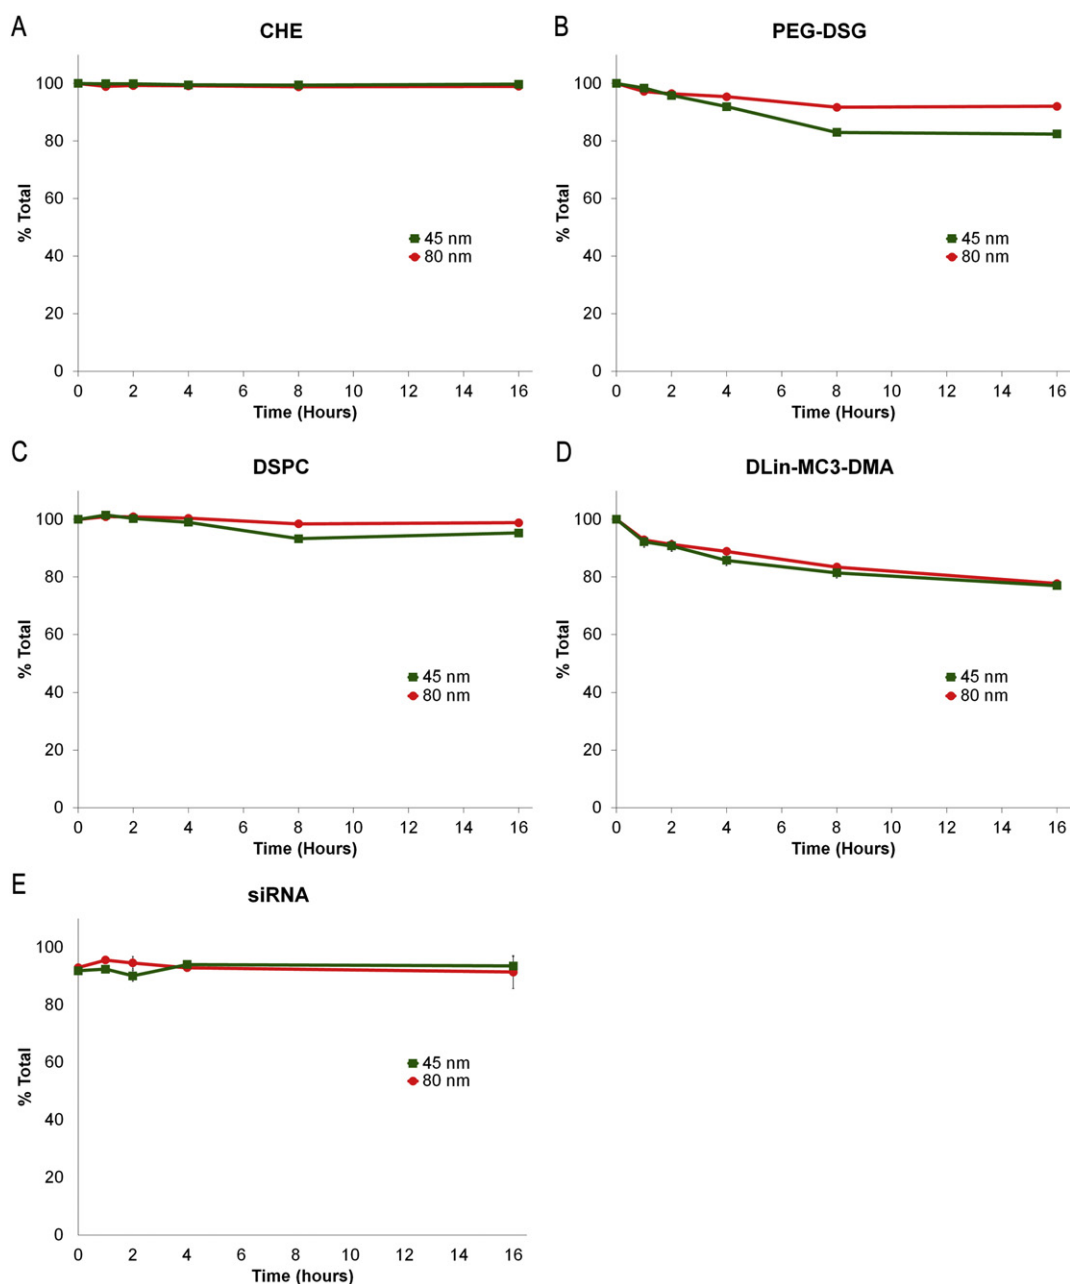 A
CHE
100
80
60
40
20
0
% Total
45 nm
80 nm
0 2 4 6 8 10 12 14 16
Time (Hours)
B
PEG-DSG
100
80
60
40
20
0
% Total
45 nm
80 nm
0 2 4 6 8 10 12 14 16
Time (Hours)
C
DSPC
100
80
60
40
20
0
% Total
45 nm
80 nm
0 2 4 6 8 10 12 14 16
Time (Hours)
D
DLin-MC3-DMA
100
80
60
40
20
0
% Total
45 nm
80 nm
0 2 4 6 8 10 12 14 16
Time (Hours)
E
siRNA
100
80
60
40
20
0
% Total
45 nm
80 nm
0 2 4 6 8 10 12 14 16
Time (hours)